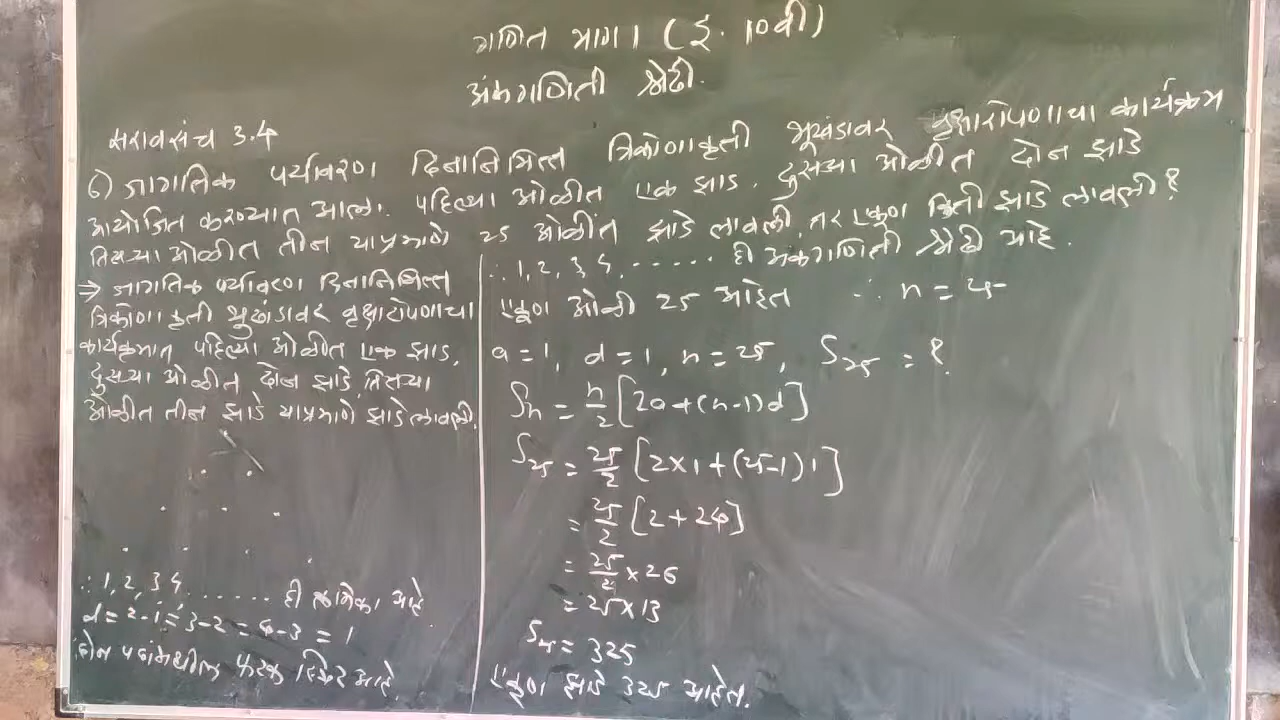 गणित भाग 1 (इ. 10वी)
अंकगणिती श्रेढी.
सरावसंच 3.4
6) जागतिक पर्यावरण दिनानिमित्त त्रिकोणाकृती भूखंडावर वृक्षारोपणाचा कार्यक्रम
आयोजित करण्यात आला. पहिल्या ओळीत एक झाड. दुसऱ्या ओळीत दोन झाडे
तिसऱ्या ओळीत तीन याप्रमाणे 25 ओळींत झाडे लावली, तर एकूण किती झाडे लावली ?
⇒ जागतिक पर्यावरण दिनानिमित्त
त्रिकोणाकृती भूखंडावर वृक्षारोपणाचा
कार्यक्रमात पहिल्या ओळीत एक झाड,
दुसऱ्या ओळीत दोन झाडे, तिसऱ्या
ओळीत तीन झाडे याप्रमाणे झाडे लावली.
∴ 1, 2, 3 4 . . . . . . . ही क्रमिका आहे
d = 2-1 = 3-2 = 4-3 = 1
दोन पदांमधील फरक स्थिर आहे.
∴ 1, 2, 3, 4, . . . . . . ही अंकगणिती श्रेढी आहे.
एकूण ओळी 25 आहेत ∴ n = 25
a = 1, d = 1, n = 25, S25 = ?
Sn = n/2 [2a+(n-1)d]
S25 = 25/2 [2×1+(25-1)1]
= 25/2 [2+24]
= 25/2 × 26
= 25×13
S25 = 325
एकूण झाडे 325 आहेत.